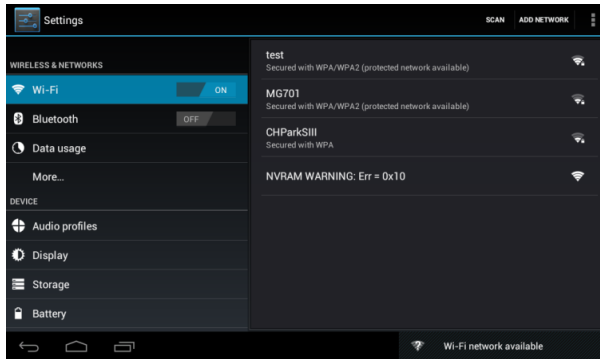 Settings
SCAN
ADD NETWORK
WIRELESS & NETWORKS
Wi-Fi
ON
Bluetooth
OFF
Data usage
More...
DEVICE
Audio profiles
Display
Storage
Battery
test
Secured with WPA/WPA2 (protected network available)
MG701
Secured with WPA/WPA2 (protected network available)
CHParkSIII
Secured with WPA
NVRAM WARNING: Err = 0x10
Wi-Fi network available